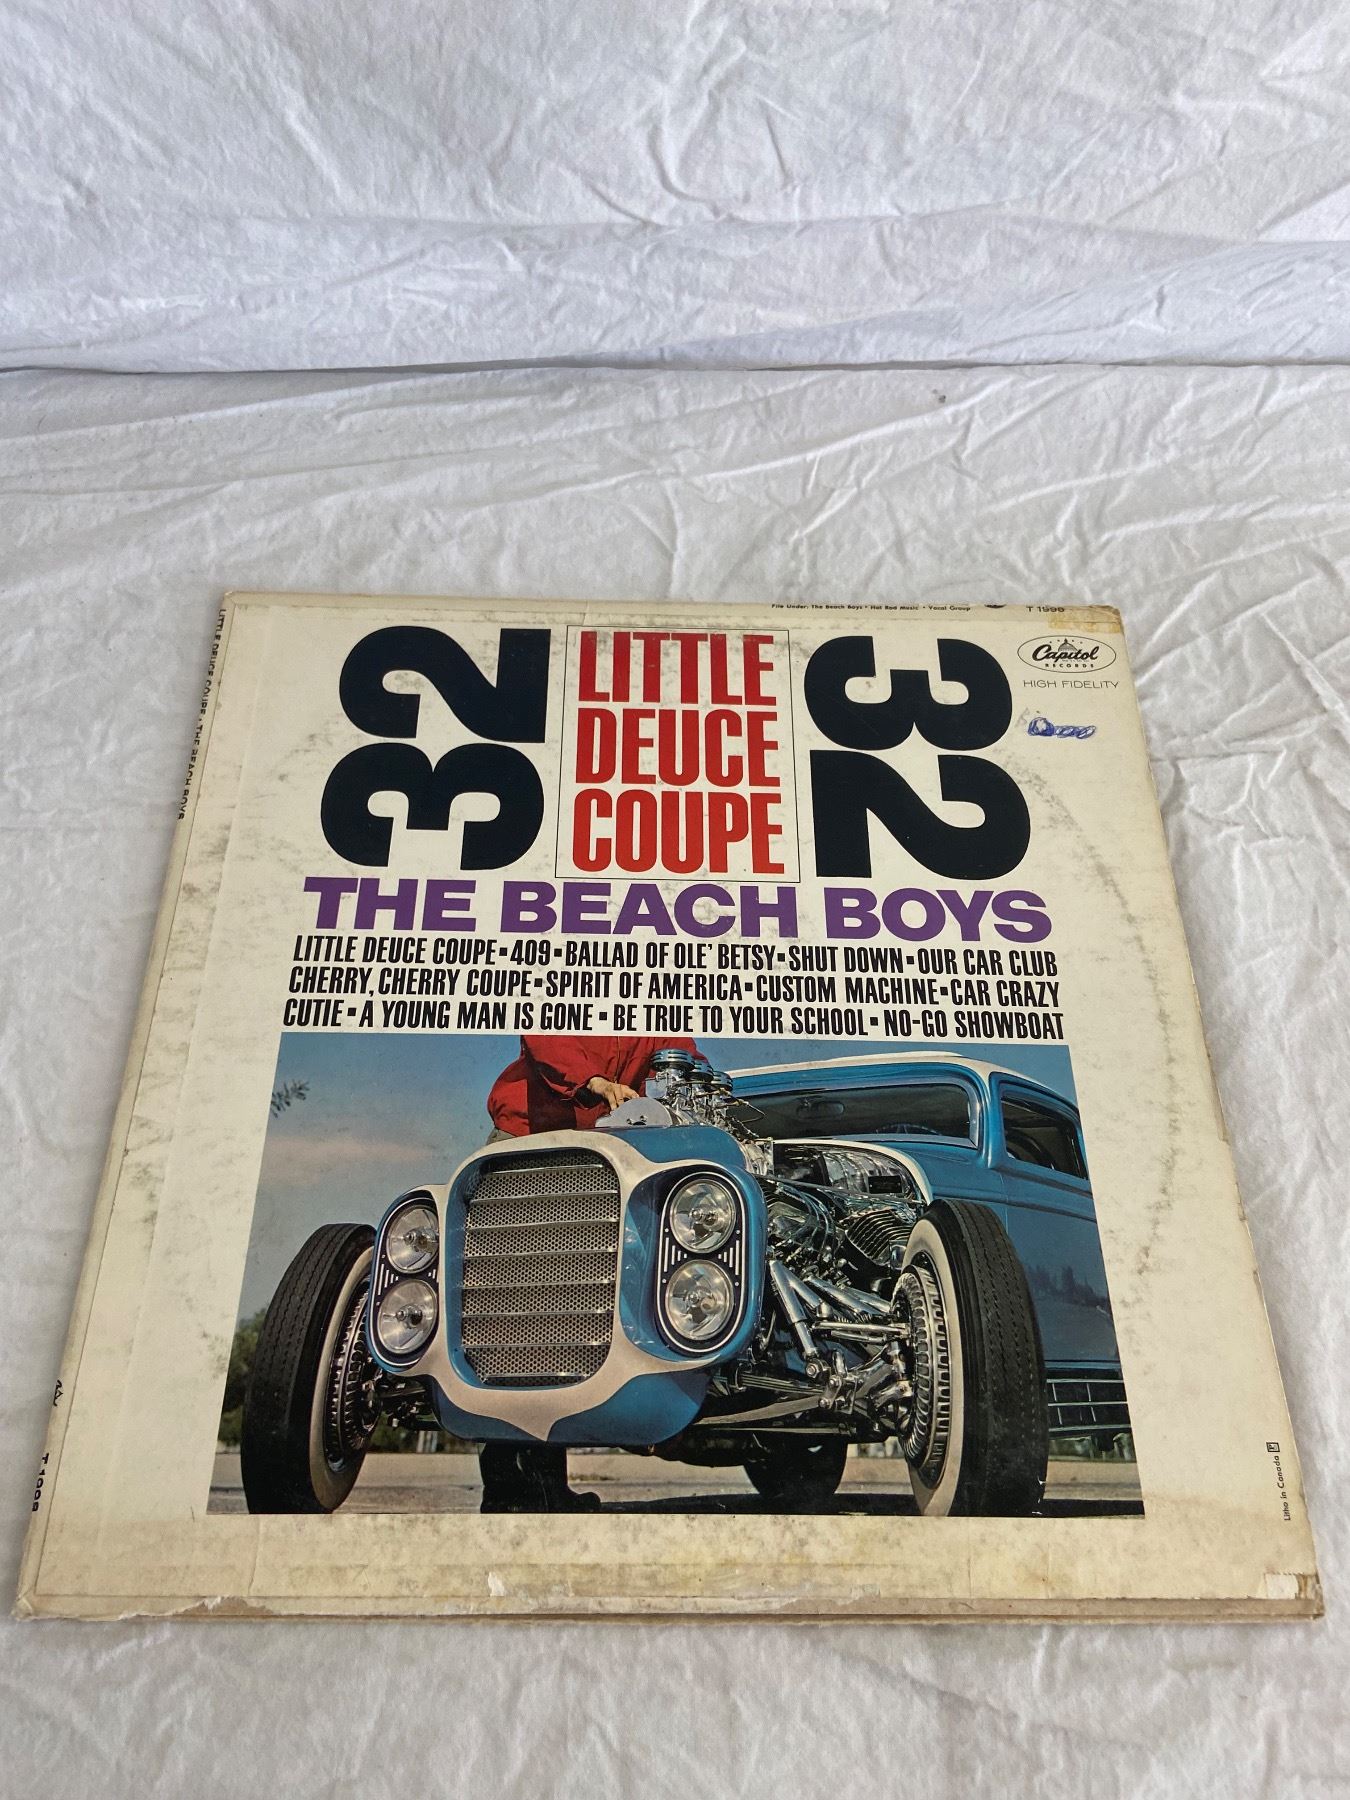 File Under: The Beach Boys • Hot Rod Music • Vocal Group
T 1998
Capitol
RECORDS
HIGH FIDELITY
32
LITTLE
DEUCE
COUPE
32
THE BEACH BOYS
LITTLE DEUCE COUPE▪409▪BALLAD OF OLE' BETSY▪SHUT DOWN▪OUR CAR CLUB
CHERRY, CHERRY COUPE▪SPIRIT OF AMERICA▪CUSTOM MACHINE▪CAR CRAZY
CUTIE▪A YOUNG MAN IS GONE▪BE TRUE TO YOUR SCHOOL▪NO-GO SHOWBOAT
LITTLE DEUCE COUPE • THE BEACH BOYS
T 1998
Litho in Canada